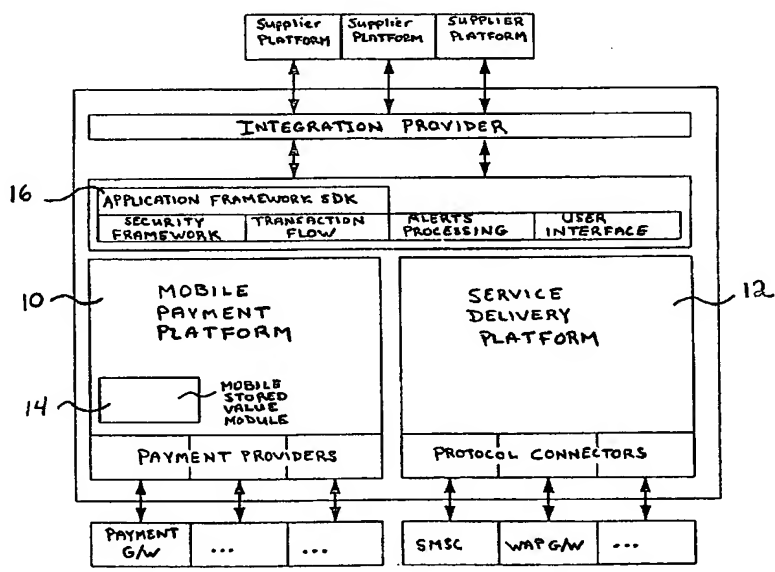 Supplier PLATFORM
Supplier PLATFORM
SUPPLIER PLATFORM
INTEGRATION PROVIDER
16
APPLICATION FRAMEWORK SDK
SECURITY FRAMEWORK
TRANSACTION FLOW
ALERTS PROCESSING
USER INTERFACE
10
MOBILE
PAYMENT
PLATFORM
SERVICE
DELIVERY
PLATFORM
12
14
MOBILE
STORED
VALUE
MODULE
PAYMENT PROVIDERS
PROTOCOL CONNECTORS
PAYMENT
G/W
...
...
SMSC
WAP G/W
...